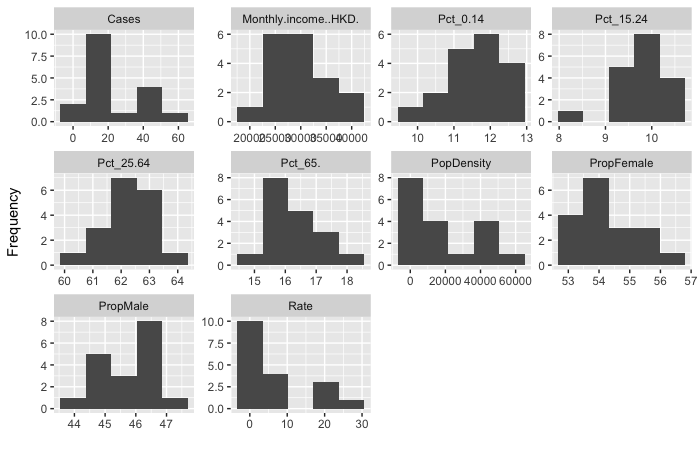 Cases Monthly.income..HKD. Pct_0.14 Pct_15.24
10.0 7.5 5.0 2.5 0.0
6 4 2 0
6 4 2 0
8 6 4 2 0
0 20 40 60
20000 25000 30000 35000 40000
10 11 12 13
8 9 10
Pct_25.64 Pct_65. PopDensity PropFemale
6 4 2 0
8 6 4 2 0
8 6 4 2 0
6 4 2 0
60 61 62 63 64
15 16 17 18
0 20000 40000 60000
53 54 55 56 57
PropMale Rate
8 6 4 2 0
10.0 7.5 5.0 2.5 0.0
44 45 46 47
0 10 20 30
Frequency